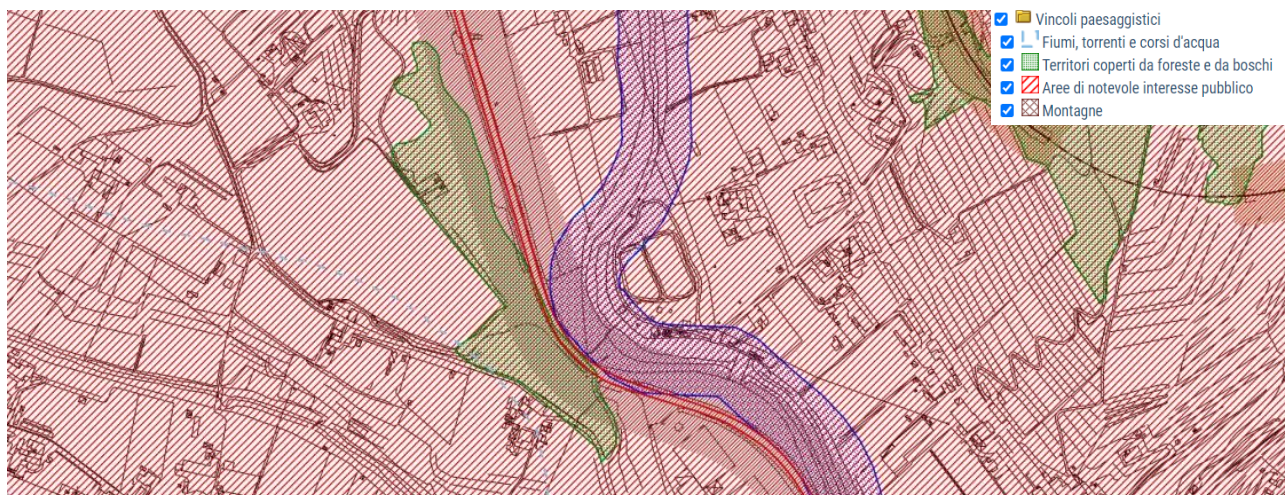 Vincoli paesaggistici
Fiumi, torrenti e corsi d'acqua
Territori coperti da foreste e da boschi
Aree di notevole interesse pubblico
Montagne